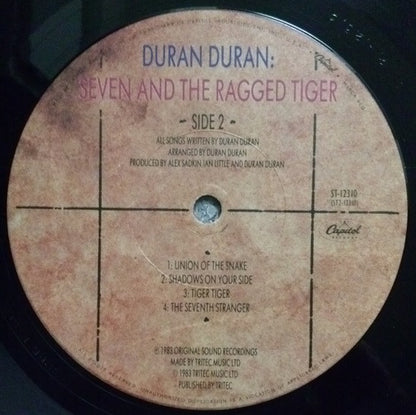 DURAN DURAN:
SEVEN AND THE RAGGED TIGER
- SIDE 2 -
ALL SONGS WRITTEN BY DURAN DURAN
ARRANGED BY DURAN DURAN
PRODUCED BY ALEX SADKIN, IAN LITTLE AND DURAN DURAN
ST-12310
(ST2-12310)
Capitol
RECORDS
1: UNION OF THE SNAKE
2: SHADOWS ON YOUR SIDE
3: TIGER TIGER
4: THE SEVENTH STRANGER
℗ 1983 ORIGINAL SOUND RECORDINGS
MADE BY TRITEC MUSIC LTD
© 1983 TRITEC MUSIC LTD
- PUBLISHED BY TRITEC